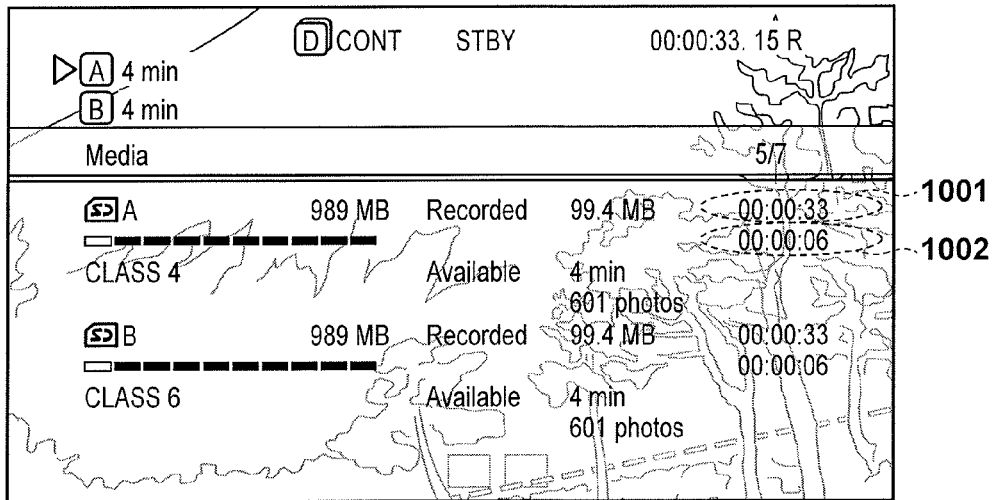 D CONT STBY 00:00:33. 15 R
A 4 min
B 4 min
Media 5/7
SD A 989 MB Recorded 99.4 MB 00:00:33 1001
00:00:06 1002
CLASS 4 Available 4 min
601 photos
SD B 989 MB Recorded 99.4 MB 00:00:33
00:00:06
CLASS 6 Available 4 min
601 photos